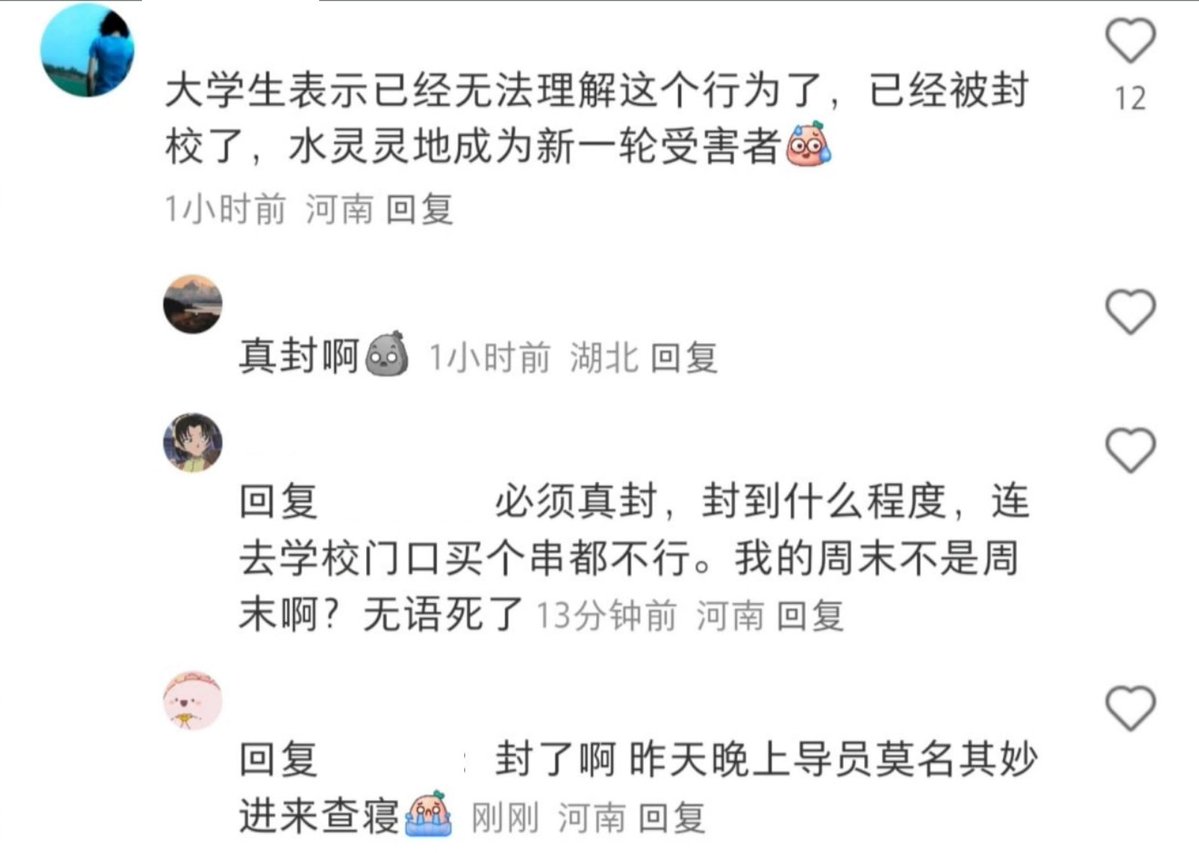 大学生表示已经无法理解这个行为了，已经被封
12
校了，水灵灵地成为新一轮受害者
1小时前 河南 回复
真封啊 1小时前 湖北 回复
回复 必须真封，封到什么程度，连
去学校门口买个串都不行。我的周末不是周
末啊？无语死了 13分钟前 河南 回复
回复 : 封了啊 昨天晚上导员莫名其妙
进来查寝 刚刚 河南 回复